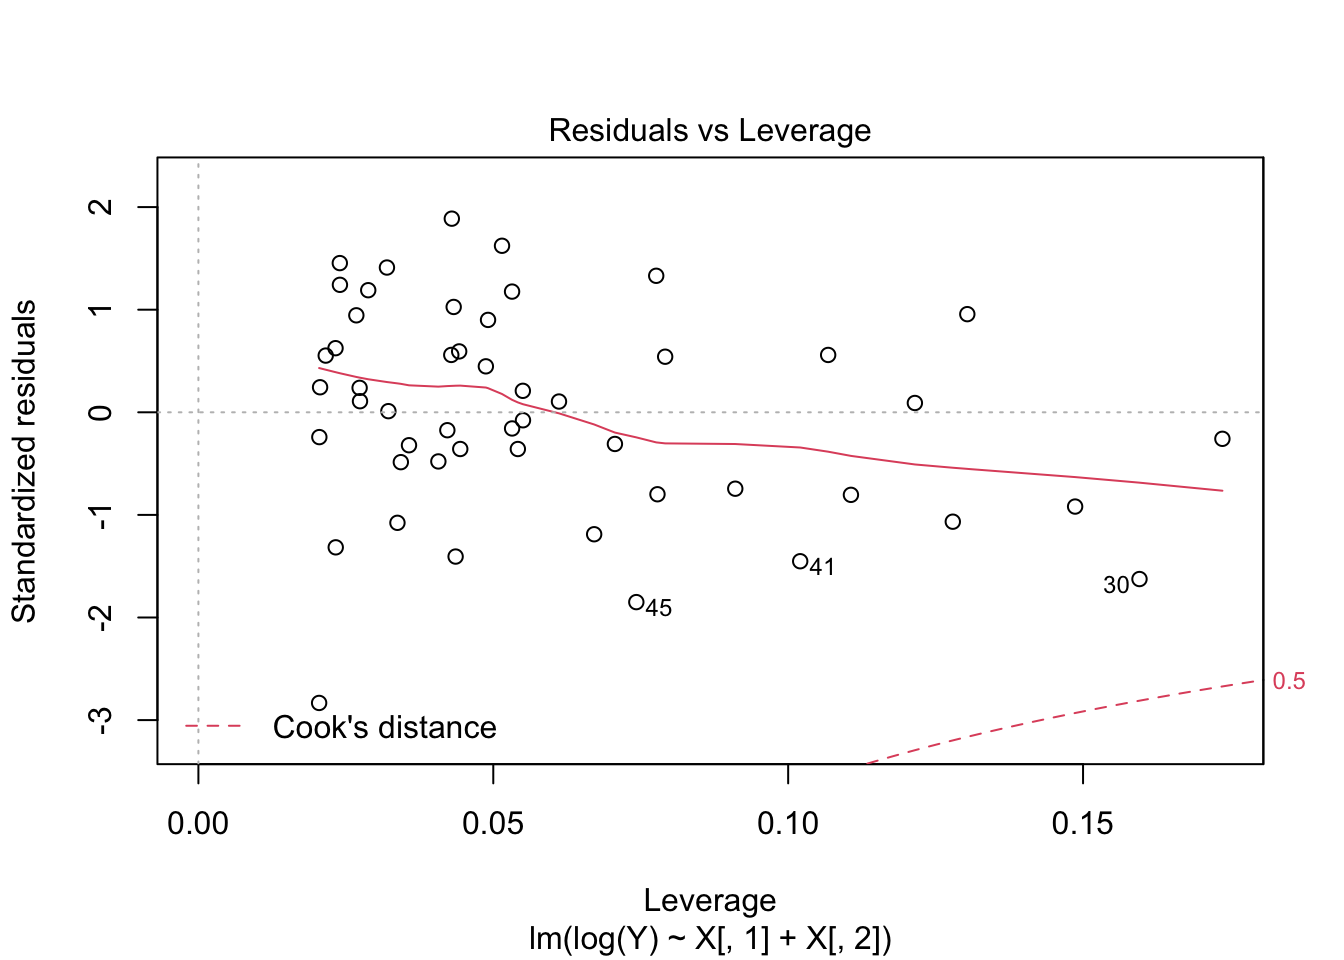 Residuals vs Leverage
Standardized residuals
2
1
0
-1
-2
-3
41
30
45
0.5
Cook's distance
0.00 0.05 0.10 0.15
Leverage
lm(log(Y) ~ X[, 1] + X[, 2])